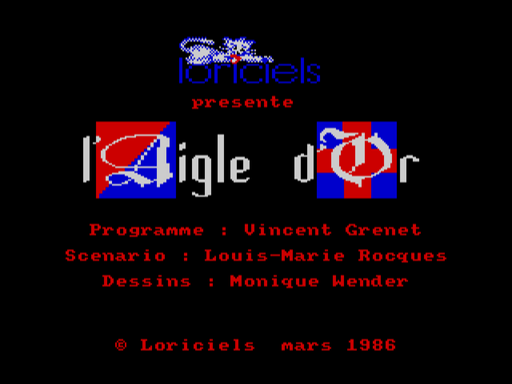 loriciels
presente
l'Aigle d'Or
Programme : Vincent Grenet
Scenario : Louis-Marie Rocques
Dessins : Monique Wender
© Loriciels mars 1986